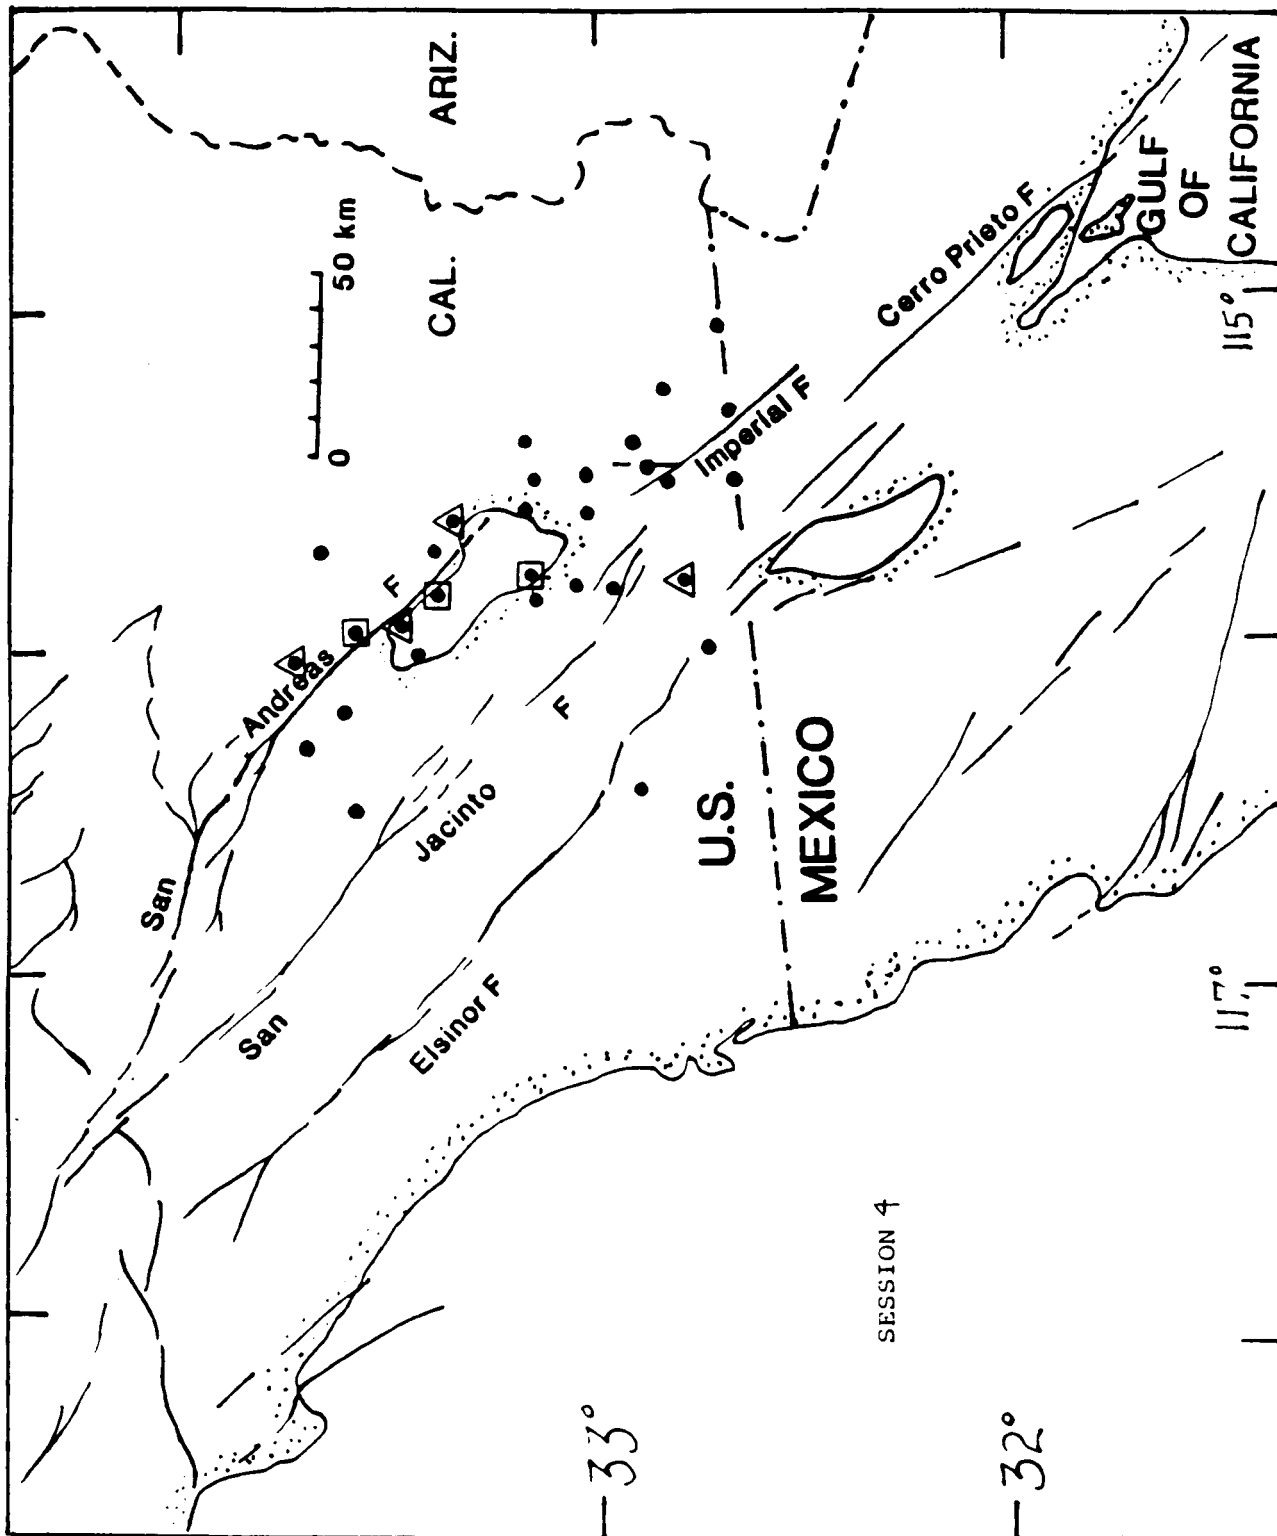 CAL.
ARIZ.
0
50 km
San
Andreas
F
San
Jacinto
F
Elsinor F
Imperial F
Cerro Prieto F
U.S.
MEXICO
GULF
OF
CALIFORNIA
SESSION 4
33°
32°
117°
115°